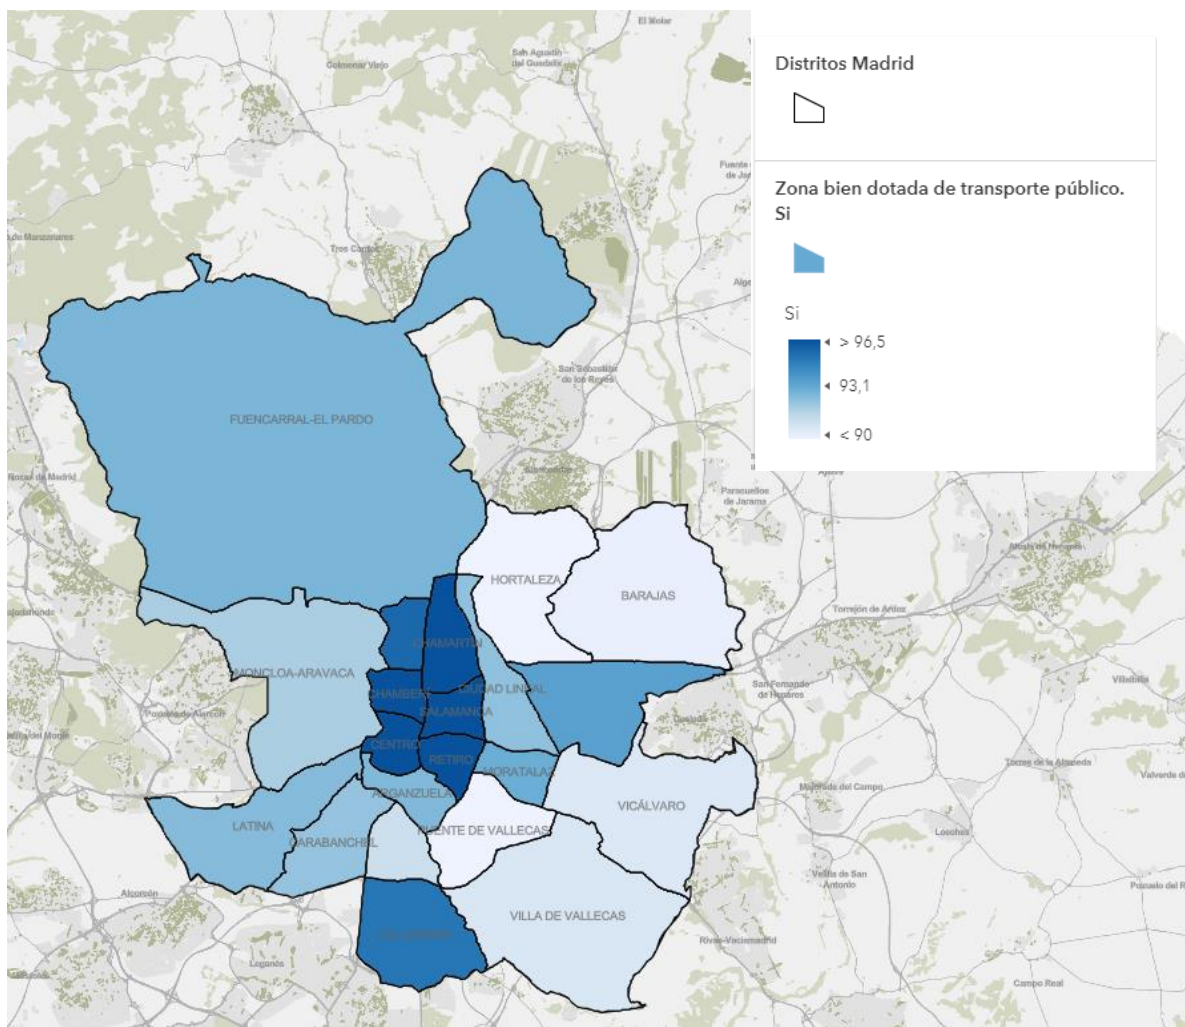 El Molar
San Agustín
del Guadalix
Colmenar Viejo
Distritos Madrid
Zona bien dotada de transporte público.
Si
Si
> 96,5
93,1
< 90
Tres Cantos
San Sebastián
de los Reyes
FUENCARRAL-EL PARDO
Alcobendas
Paracuellos
de Jarama
Alcalá de Henares
HORTALEZA
BARAJAS
Torrejón de Ardoz
CHAMARTÍN
MONCLOA-ARAVACA
CHAMBERÍ
CIUDAD LINEAL
SALAMANCA
San Fernando
de Henares
Villalbilla
Pozuelo de Alarcón
Coslada
CENTRO
RETIRO
MORATALAZ
Torres de la Alameda
Valverde de
ARGANZUELA
Mejorada del Campo
VICÁLVARO
LATINA
CARABANCHEL
PUENTE DE VALLECAS
Loeches
Velilla de San
Antonio
Alcorcón
Pozuelo del R
VILLA DE VALLECAS
Rivas-Vaciamadrid
Leganés
Campo Real